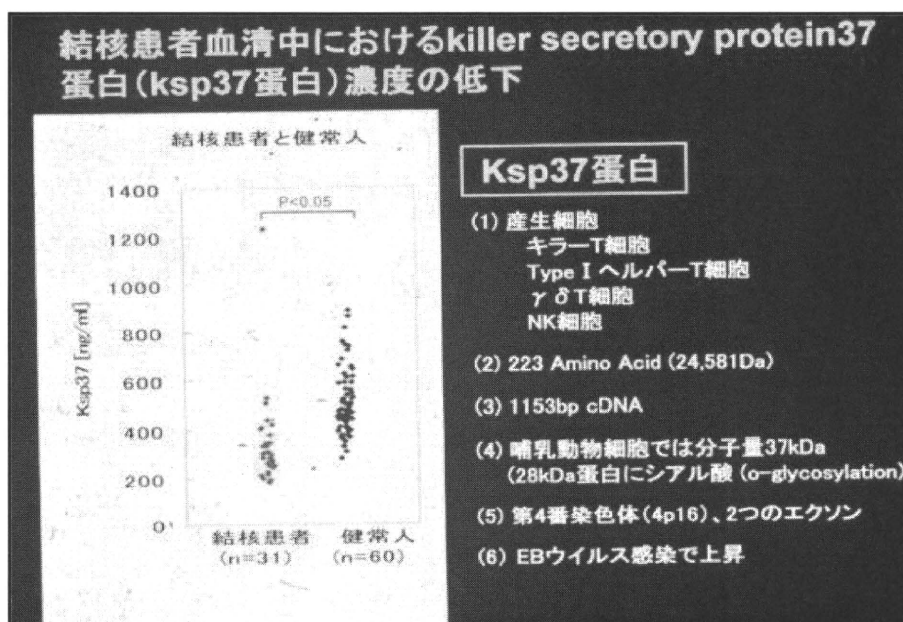 結核患者血清中におけるkiller secretory protein37
蛋白(ksp37蛋白)濃度の低下
結核患者と健常人
P<0.05
Ksp37 [ng/ml]
1400
1200
1000
800
600
400
200
0
結核患者
(n=31)
健常人
(n=60)
Ksp37蛋白
(1) 産生細胞
キラーT細胞
Type I ヘルパーT細胞
γδT細胞
NK細胞
(2) 223 Amino Acid (24,581Da)
(3) 1153bp cDNA
(4) 哺乳動物細胞では分子量37kDa
(28kDa蛋白にシアル酸 (o-glycosylation)
(5) 第4番染色体(4p16)、2つのエクソン
(6) EBウイルス感染で上昇